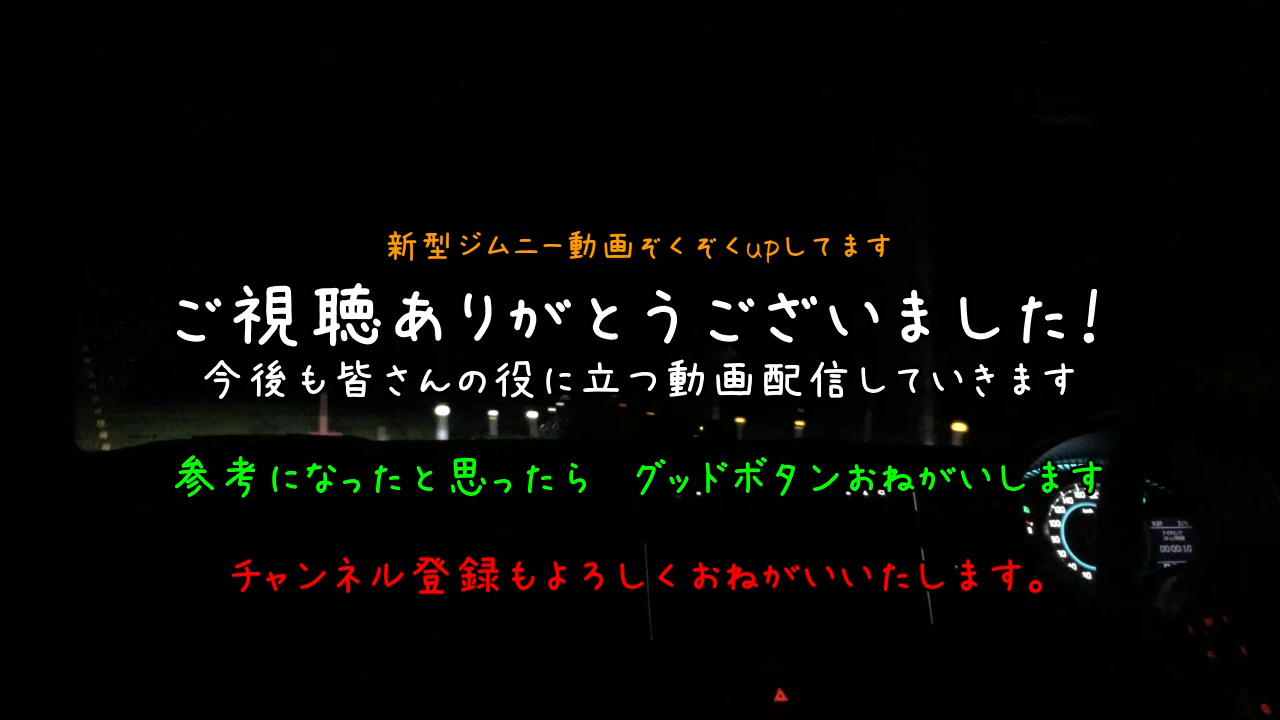 新型ジムニー動画ぞくぞくupしてます
ご視聴ありがとうございました!
今後も皆さんの役に立つ動画配信していきます
参考になったと思ったら　グッドボタンおねがいします
チャンネル登録もよろしくおねがいいたします。
00:00:10